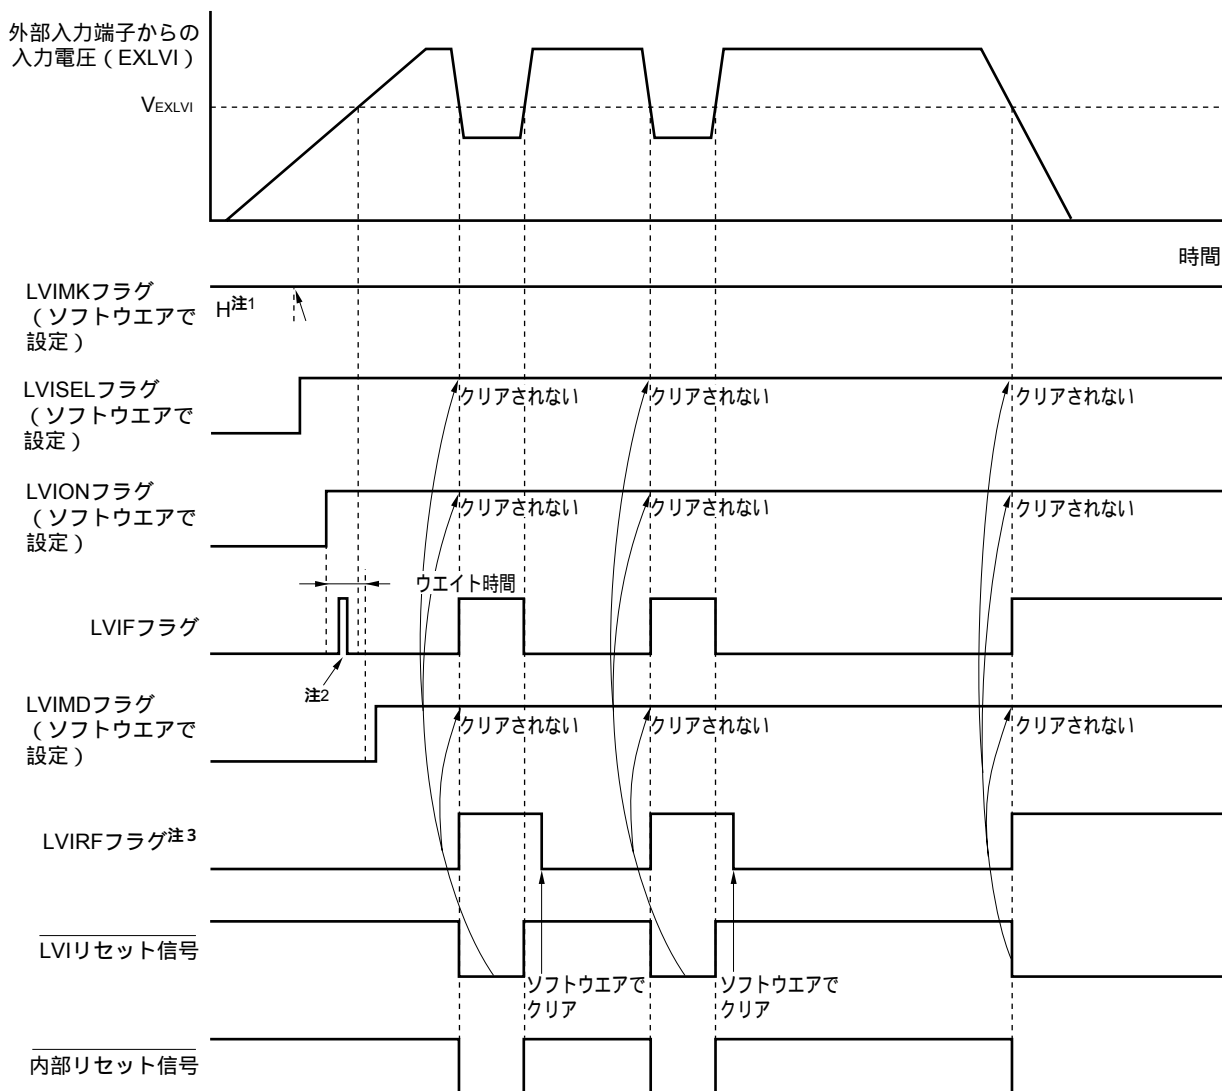 外部入力端子からの
入力電圧（EXLVI）
VEXLVI
時間
LVIMKフラグ
（ソフトウエアで
設定）
H注1
LVISELフラグ
（ソフトウエアで
設定）
クリアされない
クリアされない
クリアされない
LVIONフラグ
（ソフトウエアで
設定）
クリアされない
クリアされない
クリアされない
ウエイト時間
LVIFフラグ
注2
LVIMDフラグ
（ソフトウエアで
設定）
クリアされない
クリアされない
クリアされない
LVIRFフラグ注3
LVIリセット信号
ソフトウエアで
クリア
ソフトウエアで
クリア
内部リセット信号